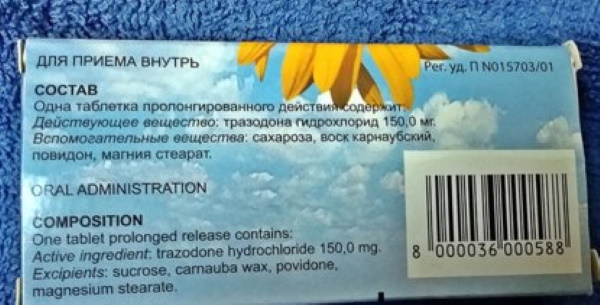 ДЛЯ ПРИЕМА ВНУТРЬ
Рег. уд. П N015703/01
СОСТАВ
Одна таблетка пролонгированного действия содержит:
Действующее вещество: тразодона гидрохлорид 150,0 мг.
Вспомогательные вещества: сахароза, воск карнаубский,
повидон, магния стеарат.
ORAL ADMINISTRATION
COMPOSITION
One tablet prolonged release contains:
Active ingredient: trazodone hydrochloride 150,0 mg.
Excipients: sucrose, carnauba wax, povidone,
magnesium stearate.
8 000036 000588